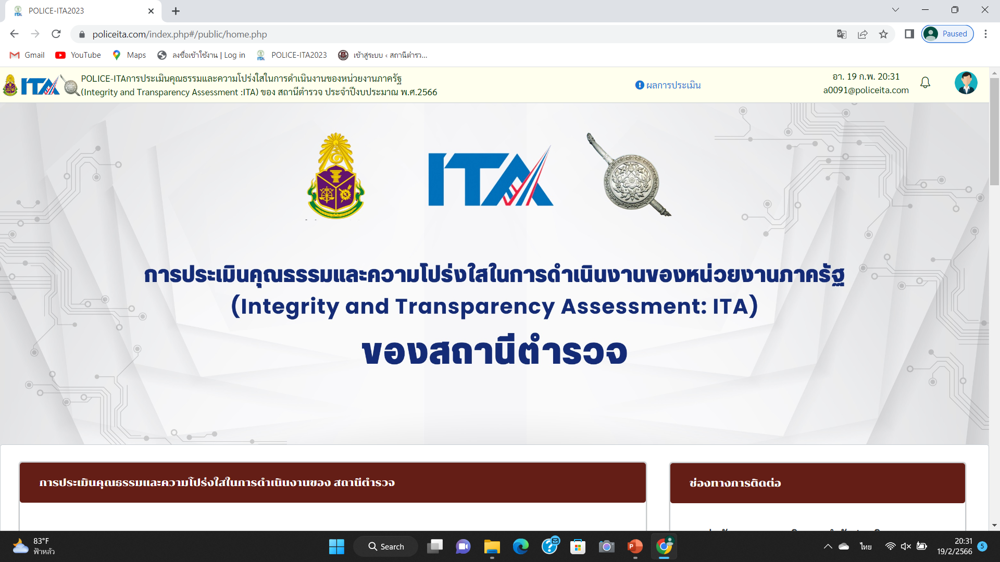 POLICE-ITA2023
policeita.com/index.php#/public/home.php
Paused
Gmail
YouTube
Maps
ลงชื่อเข้าใช้งาน | Log in
POLICE-ITA2023
เข้าสู่ระบบ ‹ สถานีตำรว...
ITA
POLICE-ITAการประเมินคุณธรรมและความโปร่งใสในการดำเนินงานของหน่วยงานภาครัฐ
(Integrity and Transparency Assessment :ITA) ของ สถานีตำรวจ ประจำปีงบประมาณ พ.ศ.2566
ผลการประเมิน
อา. 19 ก.พ. 20:31
a0091@policeita.com
ITA
การประเมินคุณธรรมและความโปร่งใสในการดำเนินงานของหน่วยงานภาครัฐ
(Integrity and Transparency Assessment: ITA)
ของสถานีตำรวจ
การประเมินคุณธรรมและความโปร่งใสในการดำเนินงานของ สถานีตำรวจ
ช่องทางการติดต่อ
83°F
ฟ้าหลัว
Search
ไทย
20:31
19/2/2566
5